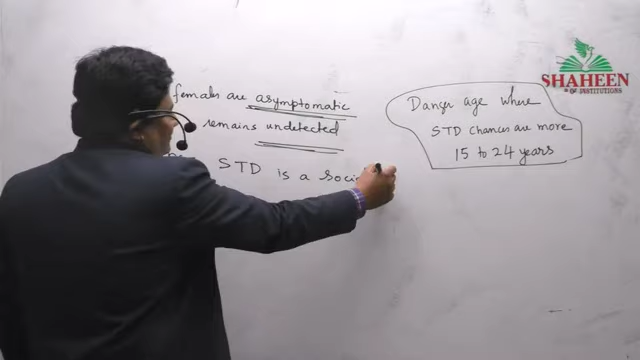 females are asymptomatic
remains undetected
STD is a soci
Danger age where
STD chances are more
15 to 24 years
SHAHEEN
INSTITUTIONS